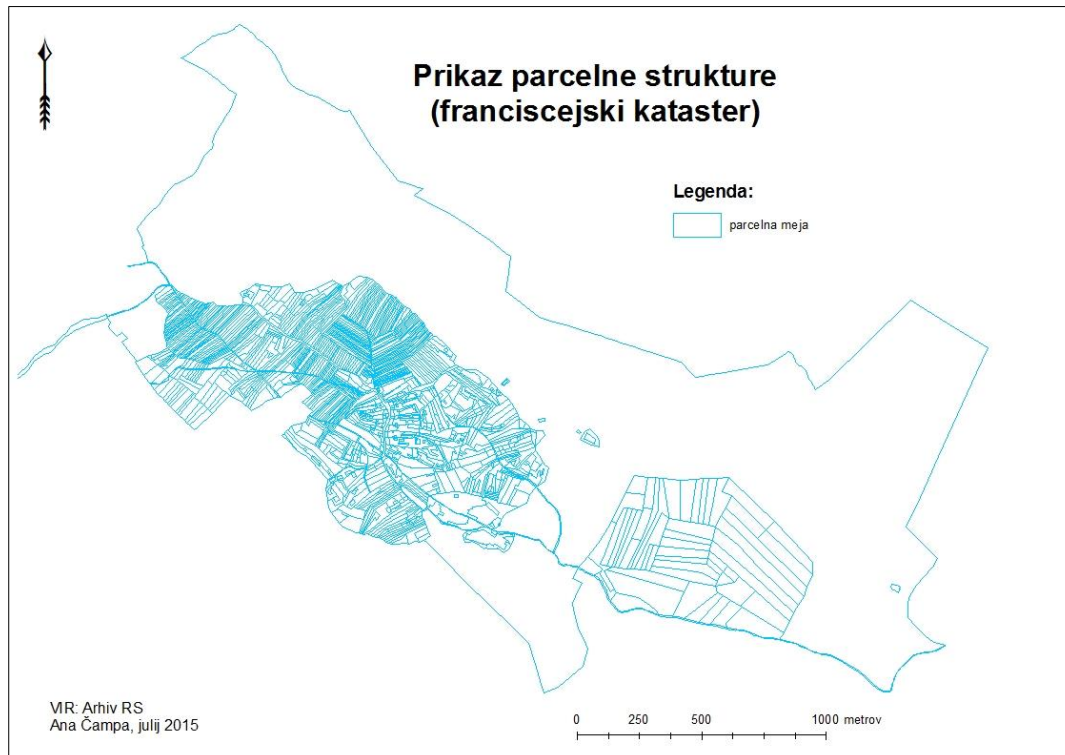 Prikaz parcelne strukture
(franciscejski kataster)
Legenda:
parcelna meja
VIR: Arhiv RS
Ana Čampa, julij 2015
0 250 500 1000 metrov